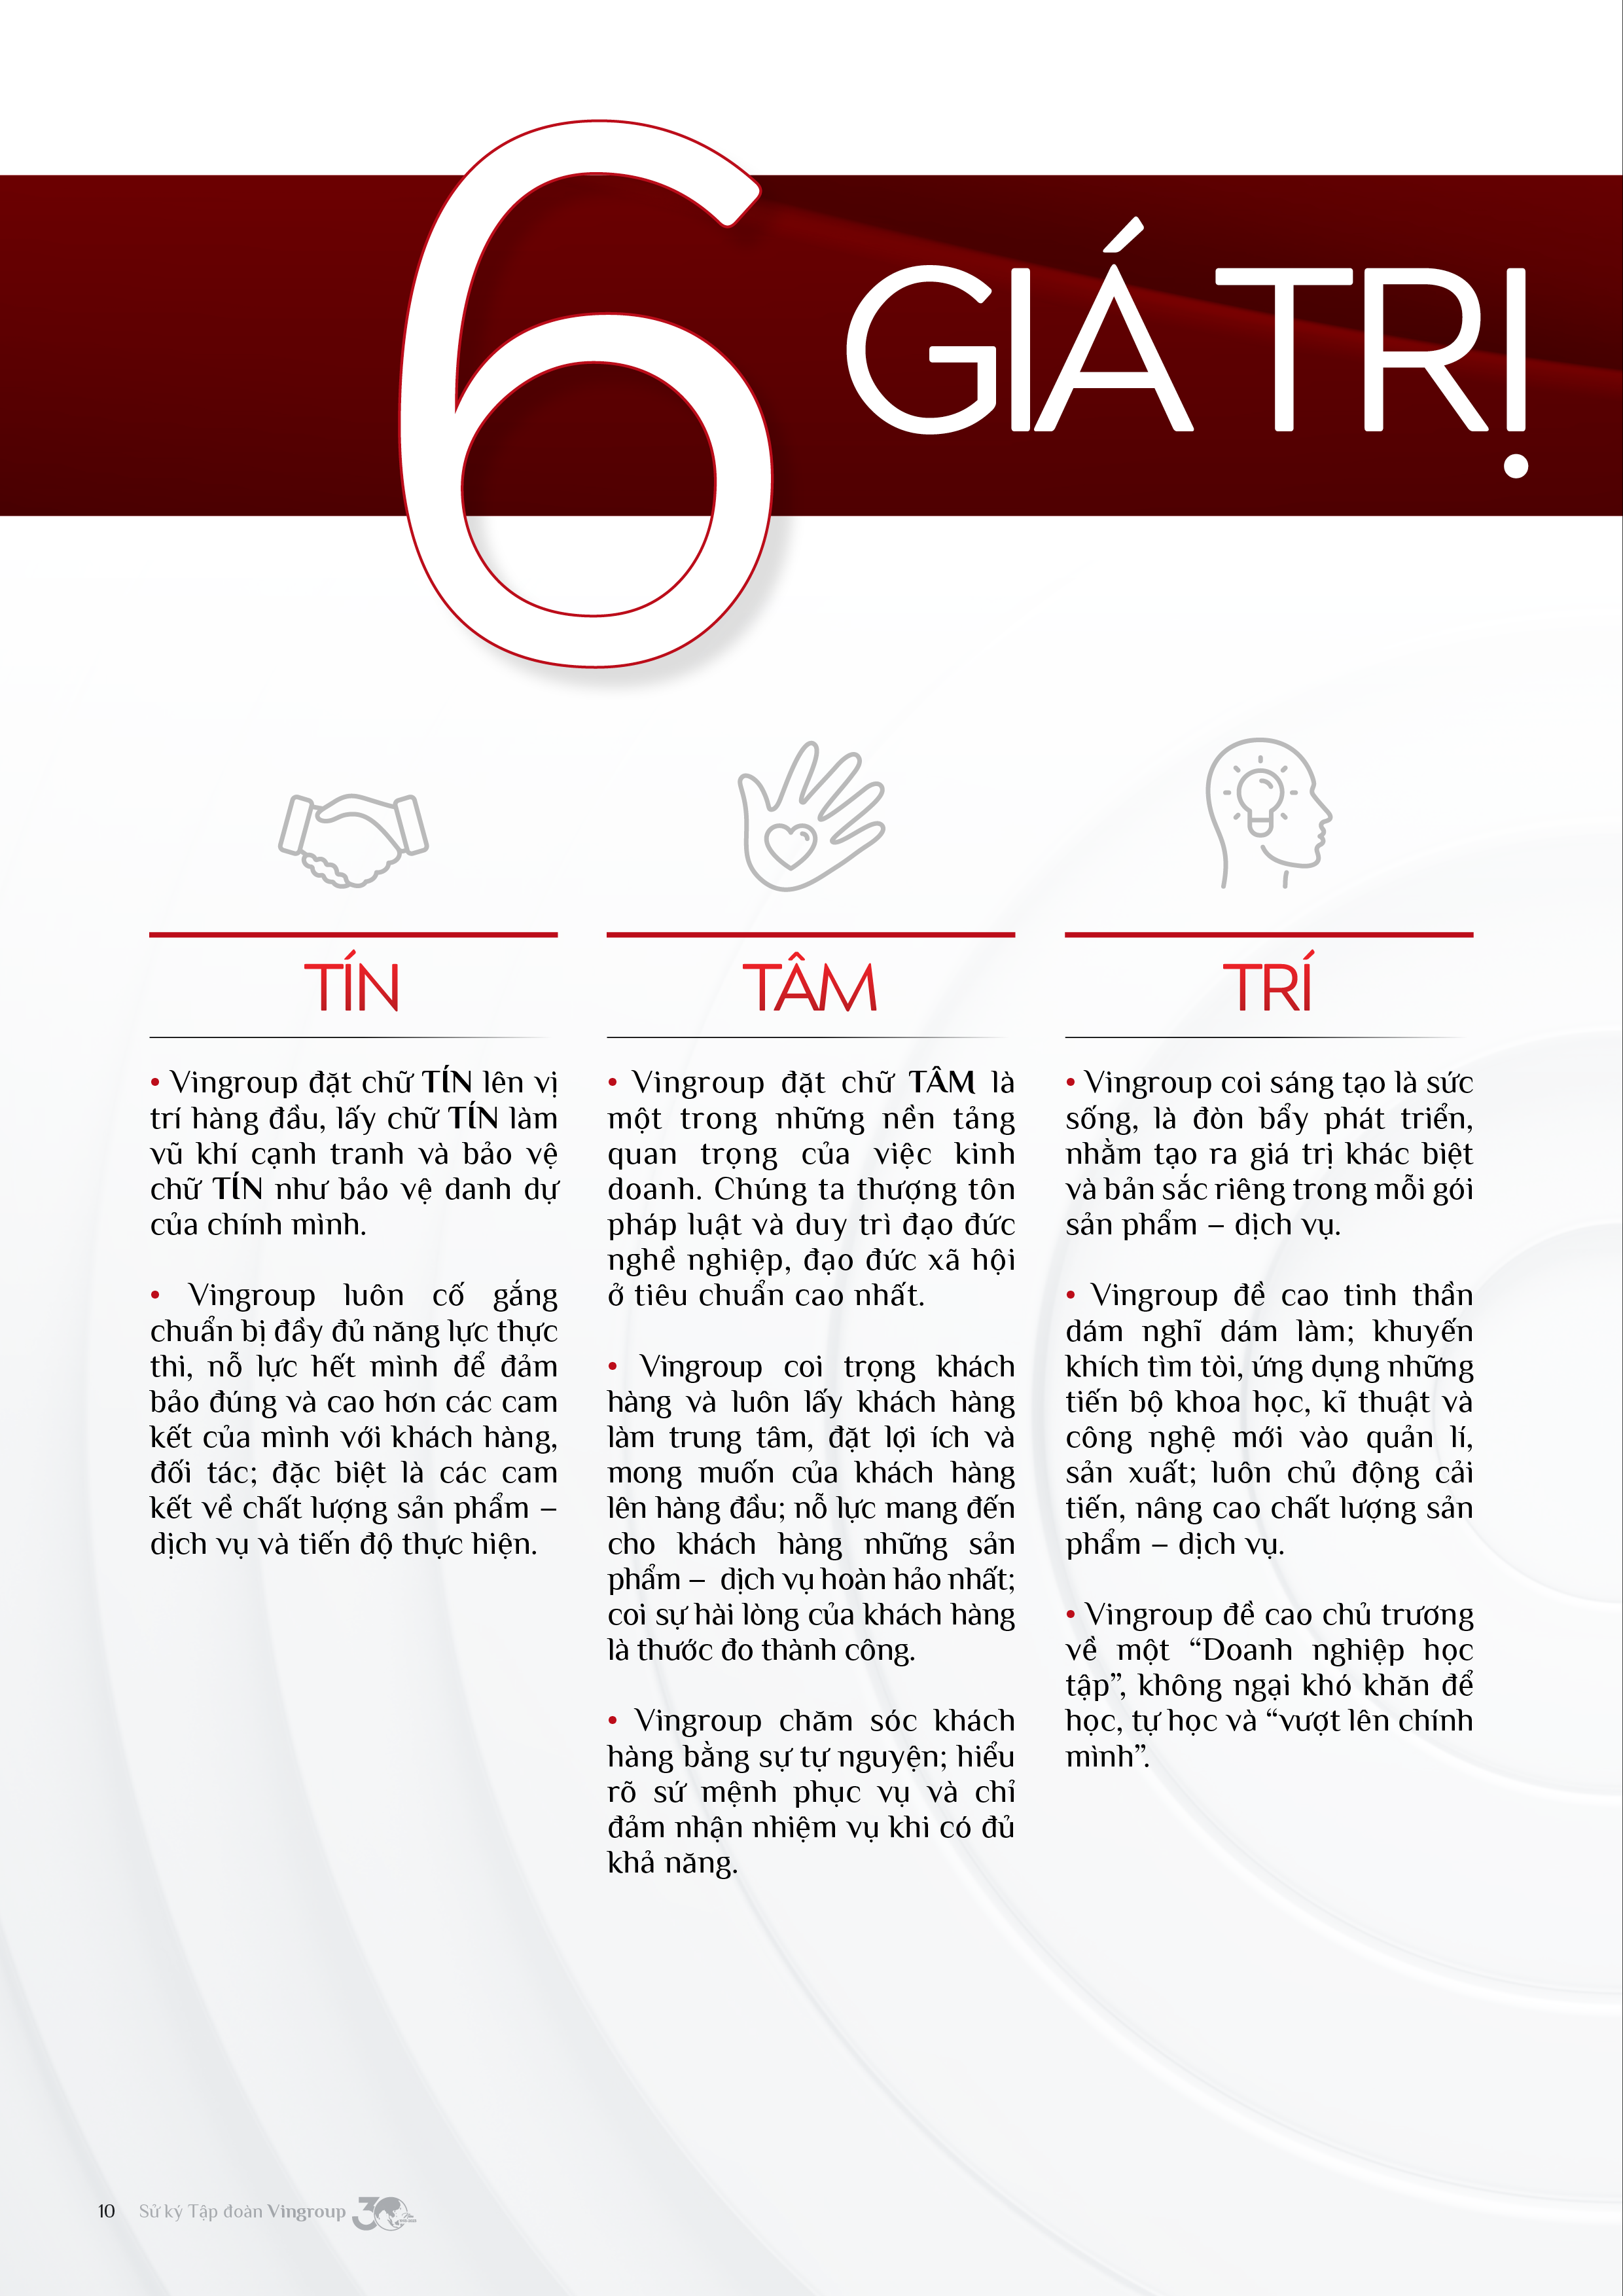 6
GIÁ TRỊ
TÍN
• Vingroup đặt chữ TÍN lên vị
trí hàng đầu, lấy chữ TÍN làm
vũ khí cạnh tranh và bảo vệ
chữ TÍN như bảo vệ danh dự
của chính mình.
• Vingroup luôn cố gắng
chuẩn bị đầy đủ năng lực thực
thi, nỗ lực hết mình để đảm
bảo đúng và cao hơn các cam
kết của mình với khách hàng,
đối tác; đặc biệt là các cam
kết về chất lượng sản phẩm –
dịch vụ và tiến độ thực hiện.
TÂM
• Vingroup đặt chữ TÂM là
một trong những nền tảng
quan trọng của việc kinh
doanh. Chúng ta thượng tôn
pháp luật và duy trì đạo đức
nghề nghiệp, đạo đức xã hội
ở tiêu chuẩn cao nhất.
• Vingroup coi trọng khách
hàng và luôn lấy khách hàng
làm trung tâm, đặt lợi ích và
mong muốn của khách hàng
lên hàng đầu; nỗ lực mang đến
cho khách hàng những sản
phẩm – dịch vụ hoàn hảo nhất;
coi sự hài lòng của khách hàng
là thước đo thành công.
• Vingroup chăm sóc khách
hàng bằng sự tự nguyện; hiểu
rõ sứ mệnh phục vụ và chỉ
đảm nhận nhiệm vụ khi có đủ
khả năng.
TRÍ
• Vingroup coi sáng tạo là sức
sống, là đòn bẩy phát triển,
nhằm tạo ra giá trị khác biệt
và bản sắc riêng trong mỗi gói
sản phẩm – dịch vụ.
• Vingroup đề cao tinh thần
dám nghĩ dám làm; khuyến
khích tìm tòi, ứng dụng những
tiến bộ khoa học, kĩ thuật và
công nghệ mới vào quản lí,
sản xuất; luôn chủ động cải
tiến, nâng cao chất lượng sản
phẩm – dịch vụ.
• Vingroup đề cao chủ trương
về một “Doanh nghiệp học
tập”, không ngại khó khăn để
học, tự học và “vượt lên chính
mình”.
10 Sử ký Tập đoàn Vingroup 30